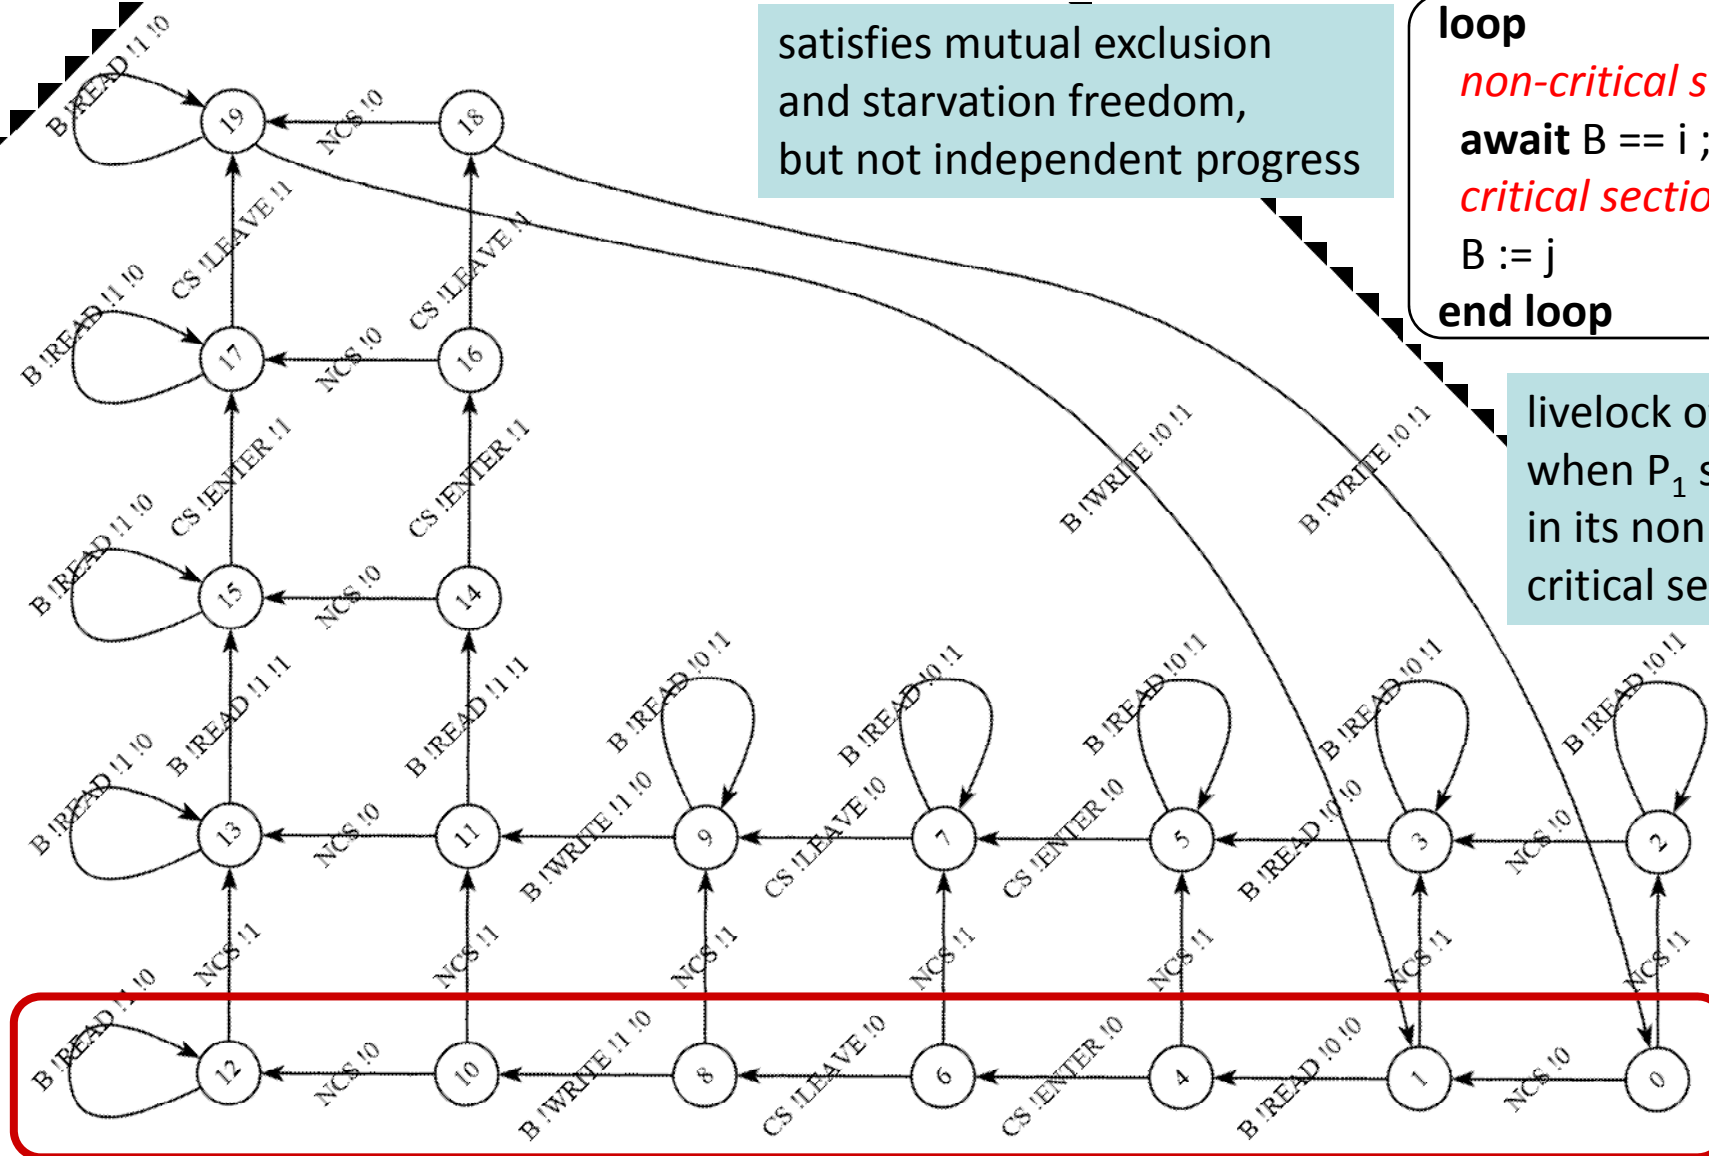 satisfies mutual exclusion
and starvation freedom,
but not independent progress
loop
non-critical s
await B == i ;
critical sectio
B := j
end loop
livelock o
when P1 s
in its non
critical se
B !READ !1 !0
19
NCS !0
18
CS !LEAVE !1
CS !LEAVE !1
B !READ !1 !0
17
NCS !0
16
CS !ENTER !1
CS !ENTER !1
B !WRITE !0 !1
B !WRITE !0 !1
B !READ !1 !0
15
NCS !0
14
B !READ !1 !1
B !READ !1 !1
B !READ !0 !1
B !READ !0 !1
B !READ !0 !1
B !READ !0 !1
B !READ !0 !1
B !READ !1 !0
13
NCS !0
11
B !WRITE !1 !0
9
CS !LEAVE !0
7
CS !ENTER !0
5
B !READ !0 !0
3
NCS !0
2
NCS !1
NCS !1
NCS !1
NCS !1
NCS !1
NCS !1
NCS !1
B !READ !1 !0
12
NCS !0
10
B !WRITE !1 !0
8
CS !LEAVE !0
6
CS !ENTER !0
4
B !READ !0 !0
1
NCS !0
0